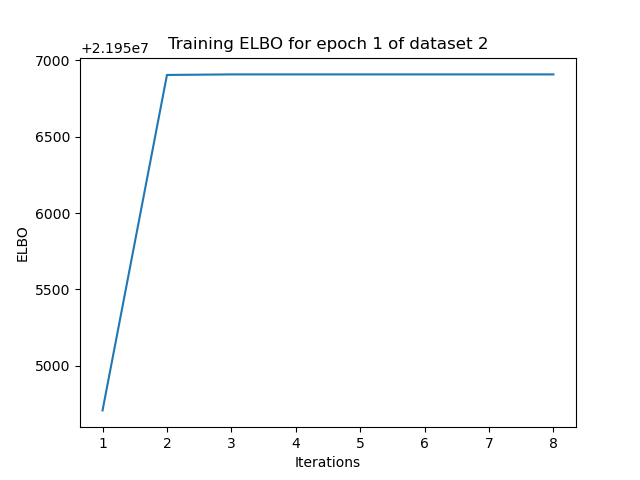 Training ELBO for epoch 1 of dataset 2
+2.195e7
7000
6500
6000
5500
5000
ELBO
1 2 3 4 5 6 7 8
Iterations